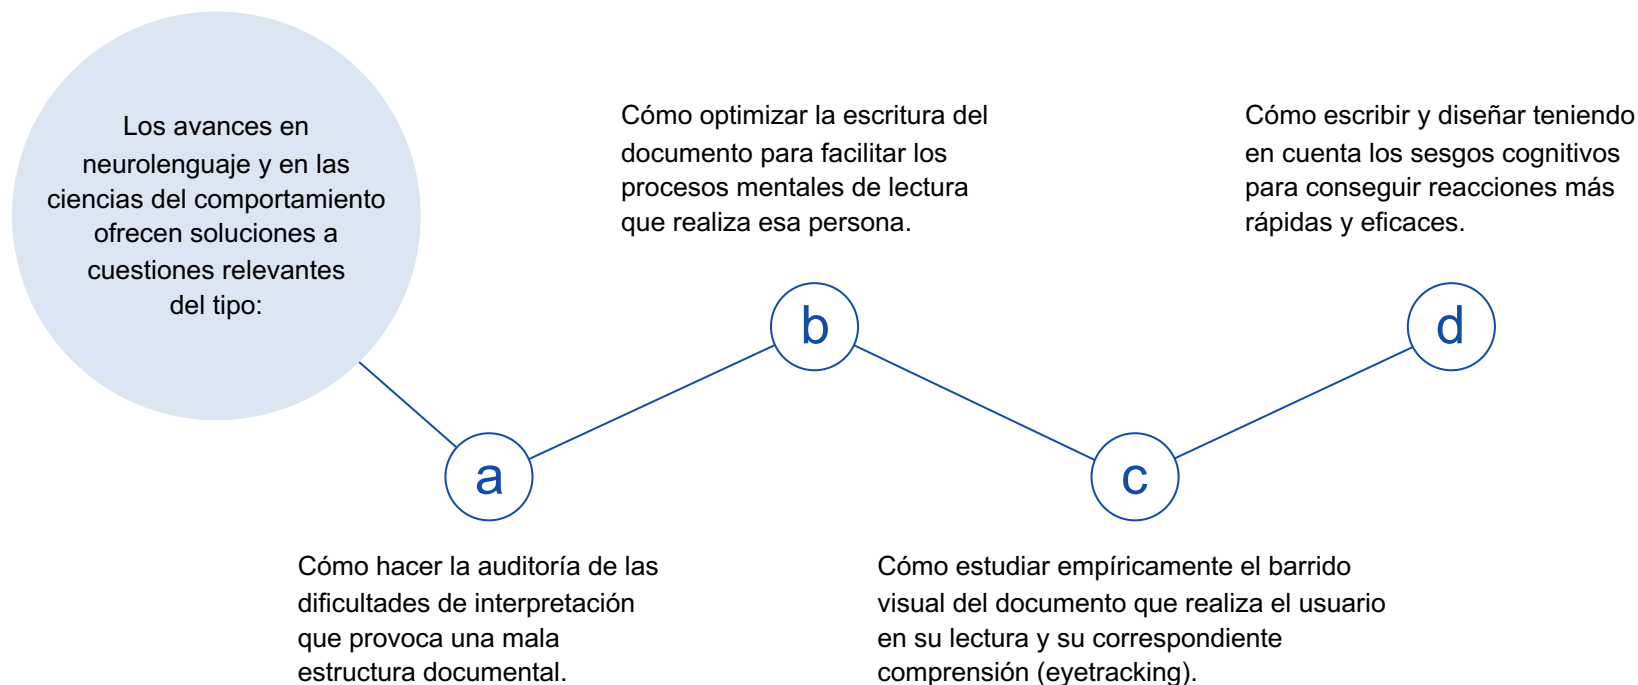 Los avances en
neurolenguaje y en las
ciencias del comportamiento
ofrecen soluciones a
cuestiones relevantes
del tipo:
a
Cómo hacer la auditoría de las
dificultades de interpretación
que provoca una mala
estructura documental.
Cómo optimizar la escritura del
documento para facilitar los
procesos mentales de lectura
que realiza esa persona.
b
c
Cómo estudiar empíricamente el barrido
visual del documento que realiza el usuario
en su lectura y su correspondiente
comprensión (eyetracking).
Cómo escribir y diseñar teniendo
en cuenta los sesgos cognitivos
para conseguir reacciones más
rápidas y eficaces.
d